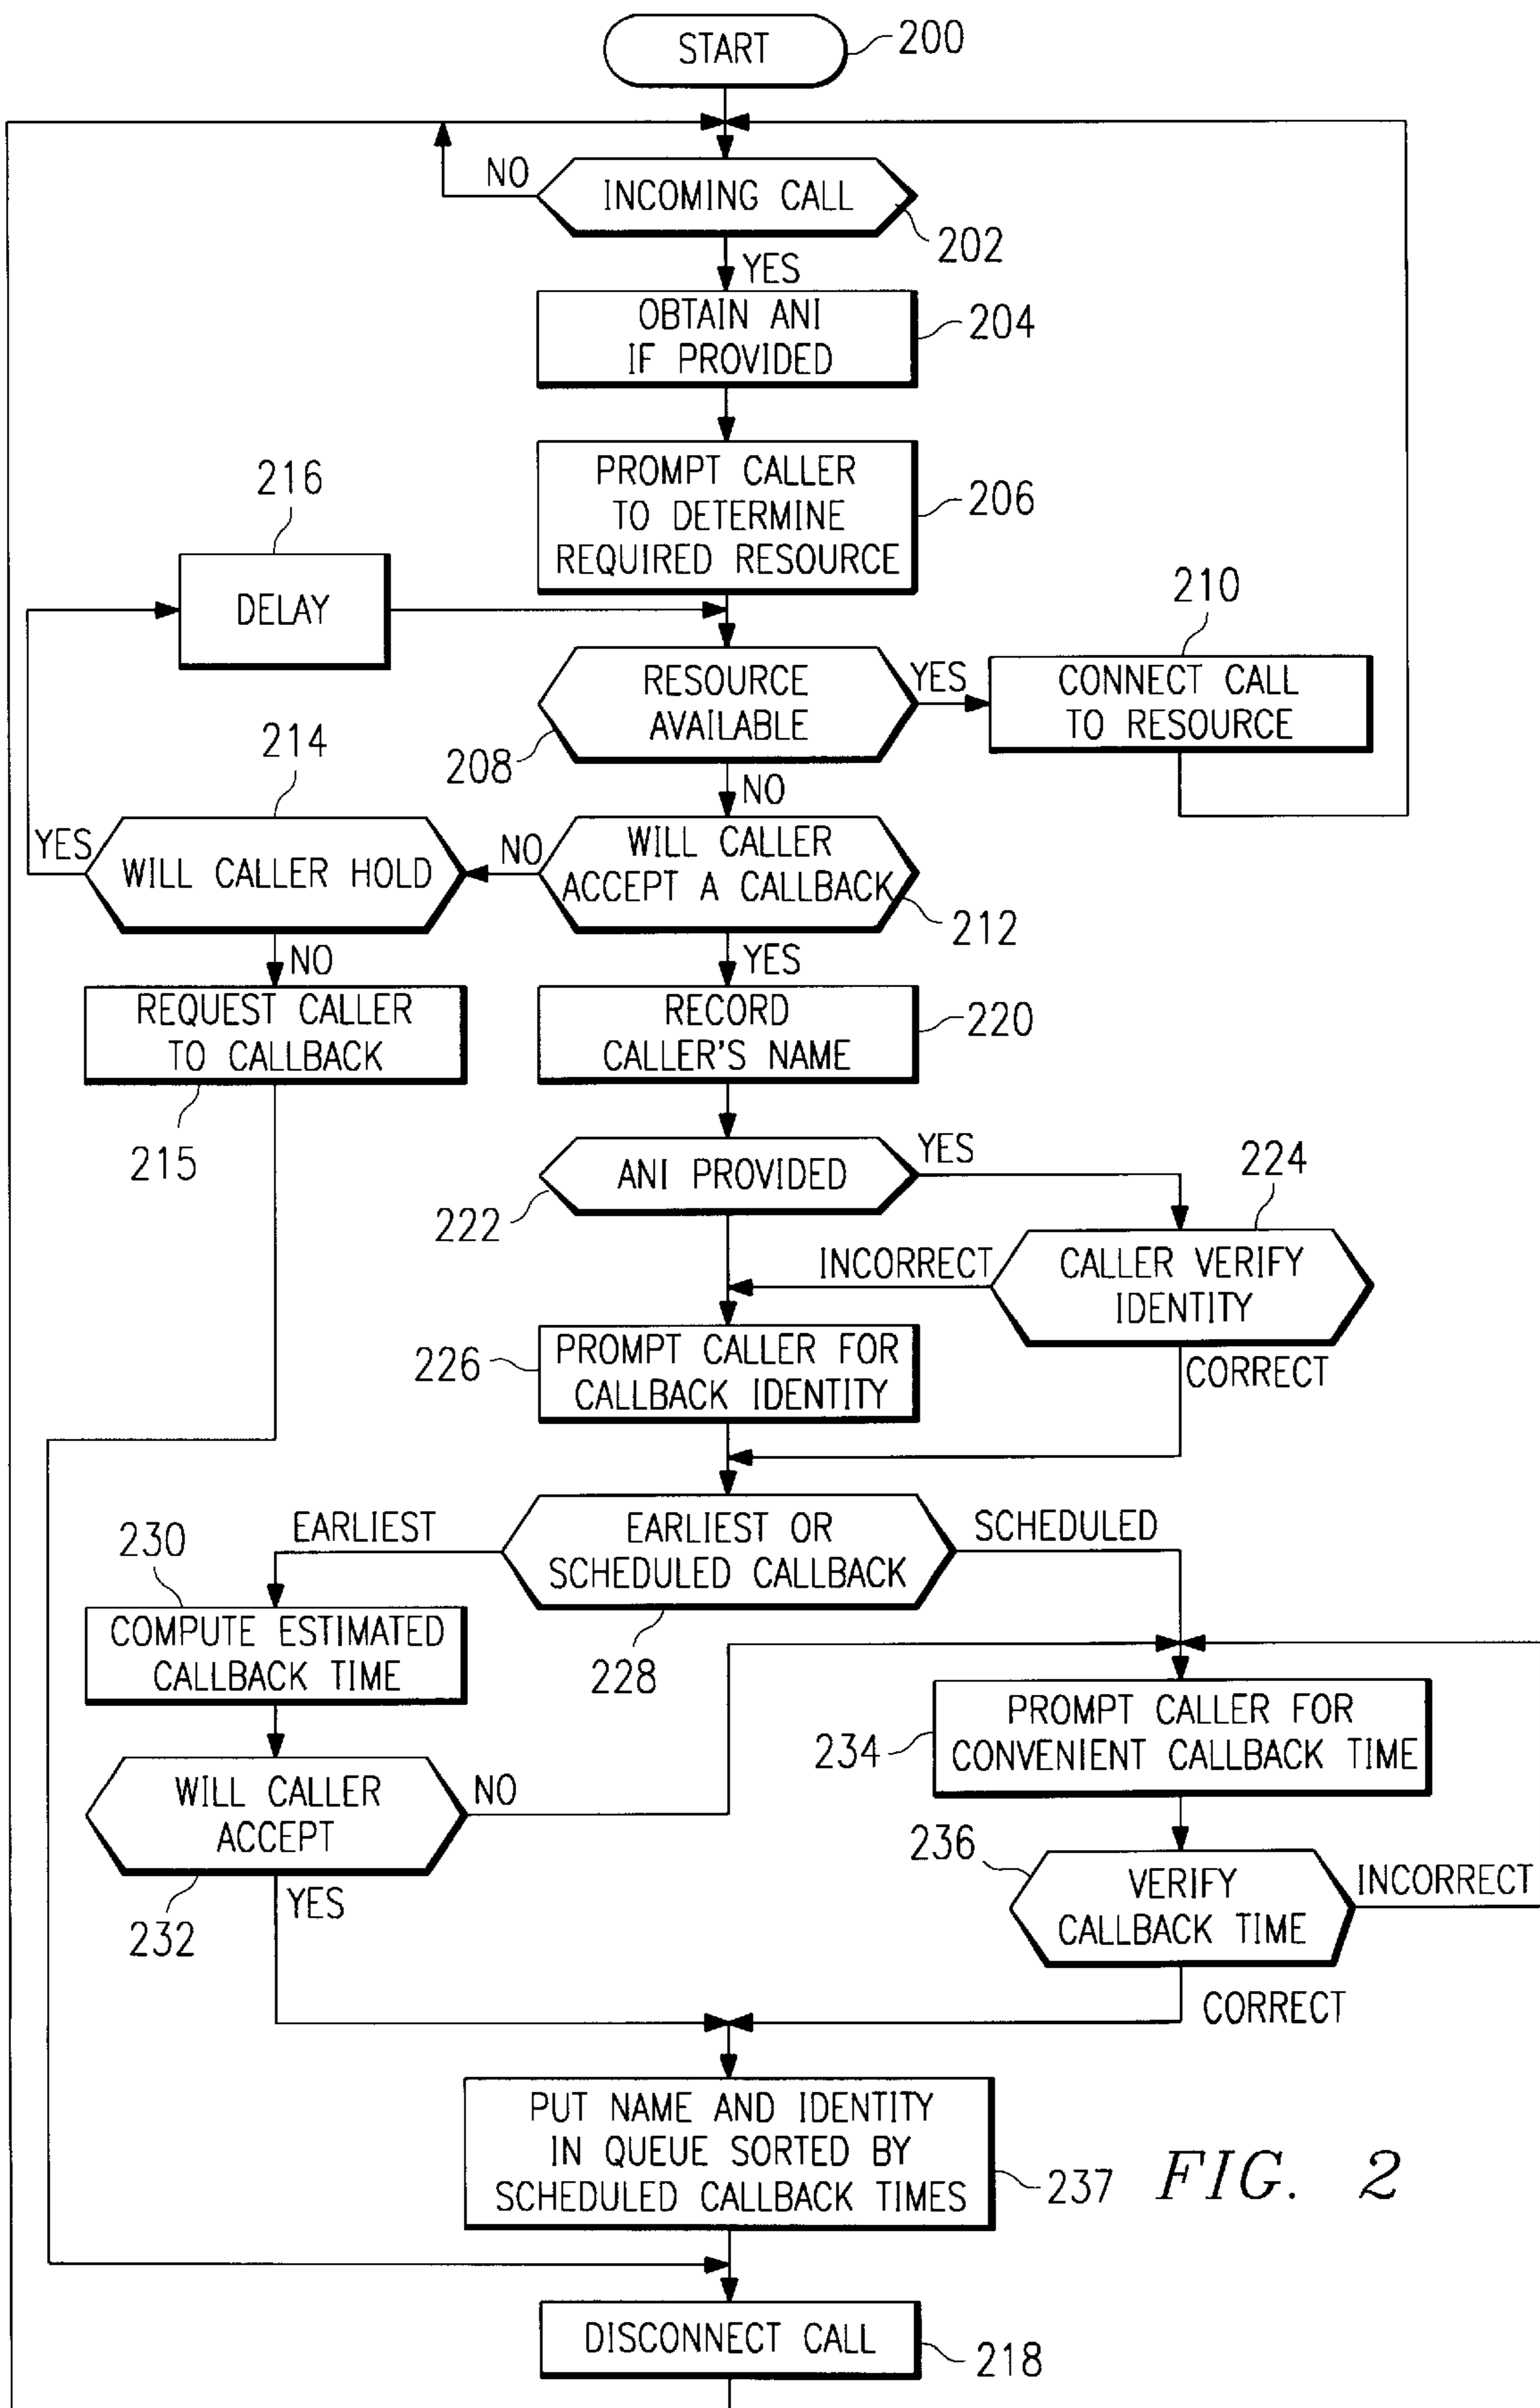 START
200
NO
INCOMING CALL
202
YES
OBTAIN ANI
IF PROVIDED
204
PROMPT CALLER
TO DETERMINE
REQUIRED RESOURCE
206
216
DELAY
210
RESOURCE
AVAILABLE
YES
CONNECT CALL
TO RESOURCE
208
214
NO
YES
WILL CALLER HOLD
NO
WILL CALLER
ACCEPT A CALLBACK
212
NO
YES
REQUEST CALLER
TO CALLBACK
215
RECORD
CALLER'S NAME
220
ANI PROVIDED
YES
222
224
INCORRECT
CALLER VERIFY
IDENTITY
CORRECT
226
PROMPT CALLER FOR
CALLBACK IDENTITY
EARLIEST
EARLIEST OR
SCHEDULED CALLBACK
SCHEDULED
228
230
COMPUTE ESTIMATED
CALLBACK TIME
234
PROMPT CALLER FOR
CONVENIENT CALLBACK TIME
WILL CALLER
ACCEPT
NO
232
YES
236
VERIFY
CALLBACK TIME
INCORRECT
CORRECT
PUT NAME AND IDENTITY
IN QUEUE SORTED BY
SCHEDULED CALLBACK TIMES
237
FIG. 2
DISCONNECT CALL
218